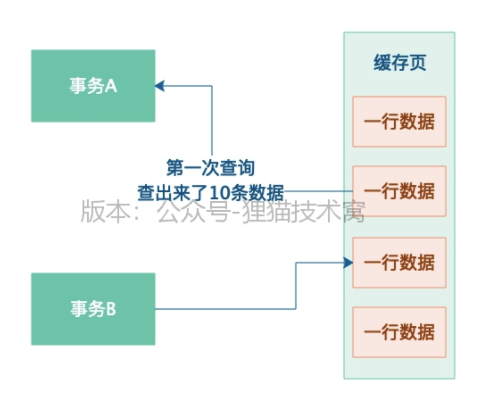 缓存页
事务A
一行数据
第一次查询
查出来了10条数据
一行数据
版本：公众号-狸猫技术窝
一行数据
事务B
一行数据